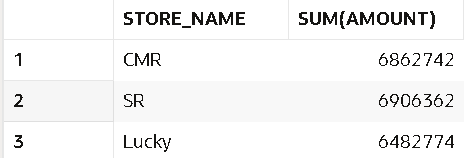 STORE_NAME SUM(AMOUNT)
1 CMR 6862742
2 SR 6906362
3 Lucky 6482774